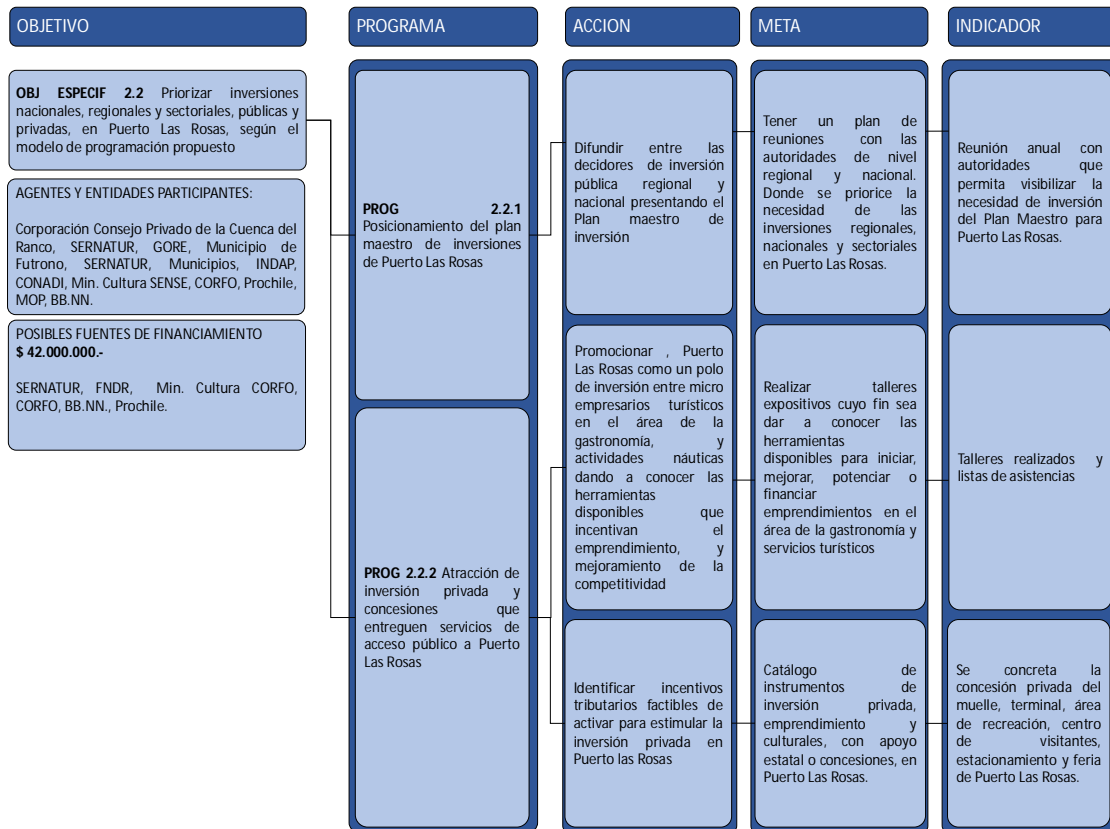 OBJETIVO
PROGRAMA
ACCION
META
INDICADOR
OBJ ESPECIF 2.2 Priorizar inversiones
nacionales, regionales y sectoriales, públicas y
privadas, en Puerto Las Rosas, según el
modelo de programación propuesto
AGENTES Y ENTIDADES PARTICIPANTES:
Corporación Consejo Privado de la Cuenca del
Ranco, SERNATUR, GORE, Municipio de
Futrono, SERNATUR, Municipios, INDAP,
CONADI, Min. Cultura SENSE, CORFO, Prochile,
MOP, BB.NN.
POSIBLES FUENTES DE FINANCIAMIENTO
$ 42.000.000.-
SERNATUR, FNDR, Min. Cultura CORFO,
CORFO, BB.NN., Prochile.
PROG 2.2.1
Posicionamiento del plan
maestro de inversiones
de Puerto Las Rosas
Difundir entre las
decidores de inversión
pública regional y
nacional presentando el
Plan maestro de
inversión
Tener un plan de
reuniones con las
autoridades de nivel
regional y nacional.
Donde se priorice la
necesidad de las
inversiones regionales,
nacionales y sectoriales
en Puerto Las Rosas.
Reunión anual con
autoridades que
permita visibilizar la
necesidad de inversión
del Plan Maestro para
Puerto Las Rosas.
PROG 2.2.2 Atracción de
inversión privada y
concesiones que
entreguen servicios de
acceso público a Puerto
Las Rosas
Promocionar , Puerto
Las Rosas como un polo
de inversión entre micro
empresarios turísticos
en el área de la
gastronomía, y
actividades náuticas
dando a conocer las
herramientas
disponibles que
incentivan el
emprendimiento, y
mejoramiento de la
competitividad
Realizar talleres
expositivos cuyo fin sea
dar a conocer las
herramientas
disponibles para iniciar,
mejorar, potenciar o
financiar
emprendimientos en el
área de la gastronomía y
servicios turísticos
Talleres realizados y
listas de asistencias
Identificar incentivos
tributarios factibles de
activar para estimular la
inversión privada en
Puerto las Rosas
Catálogo de
instrumentos de
inversión privada,
emprendimiento y
culturales, con apoyo
estatal o concesiones, en
Puerto Las Rosas.
Se concreta la
concesión privada del
muelle, terminal, área
de recreación, centro
de visitantes,
estacionamiento y feria
de Puerto Las Rosas.